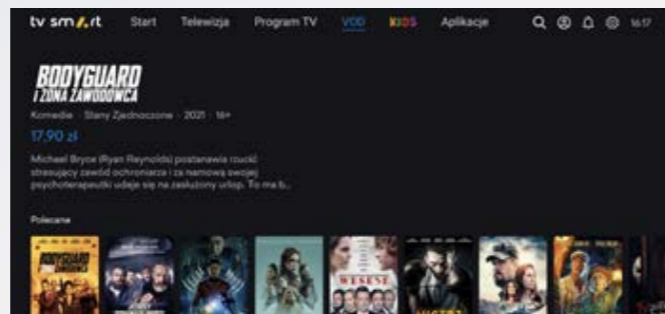 tv smart Start Telewizja Program TV VOD KIDS Aplikacje 16:17
BODYGUARD
I ŻONA ZAWODOWCA
Komedie · Stany Zjednoczone · 2021 · 16+
17,90 zł
Michael Bryce (Ryan Reynolds) postanawia rzucić
stresujący zawód ochroniarza i za namową swojej
psychoterapeutki udaje się na zasłużony urlop. To ma b...
Polecane
BODYGUARD
WESELE